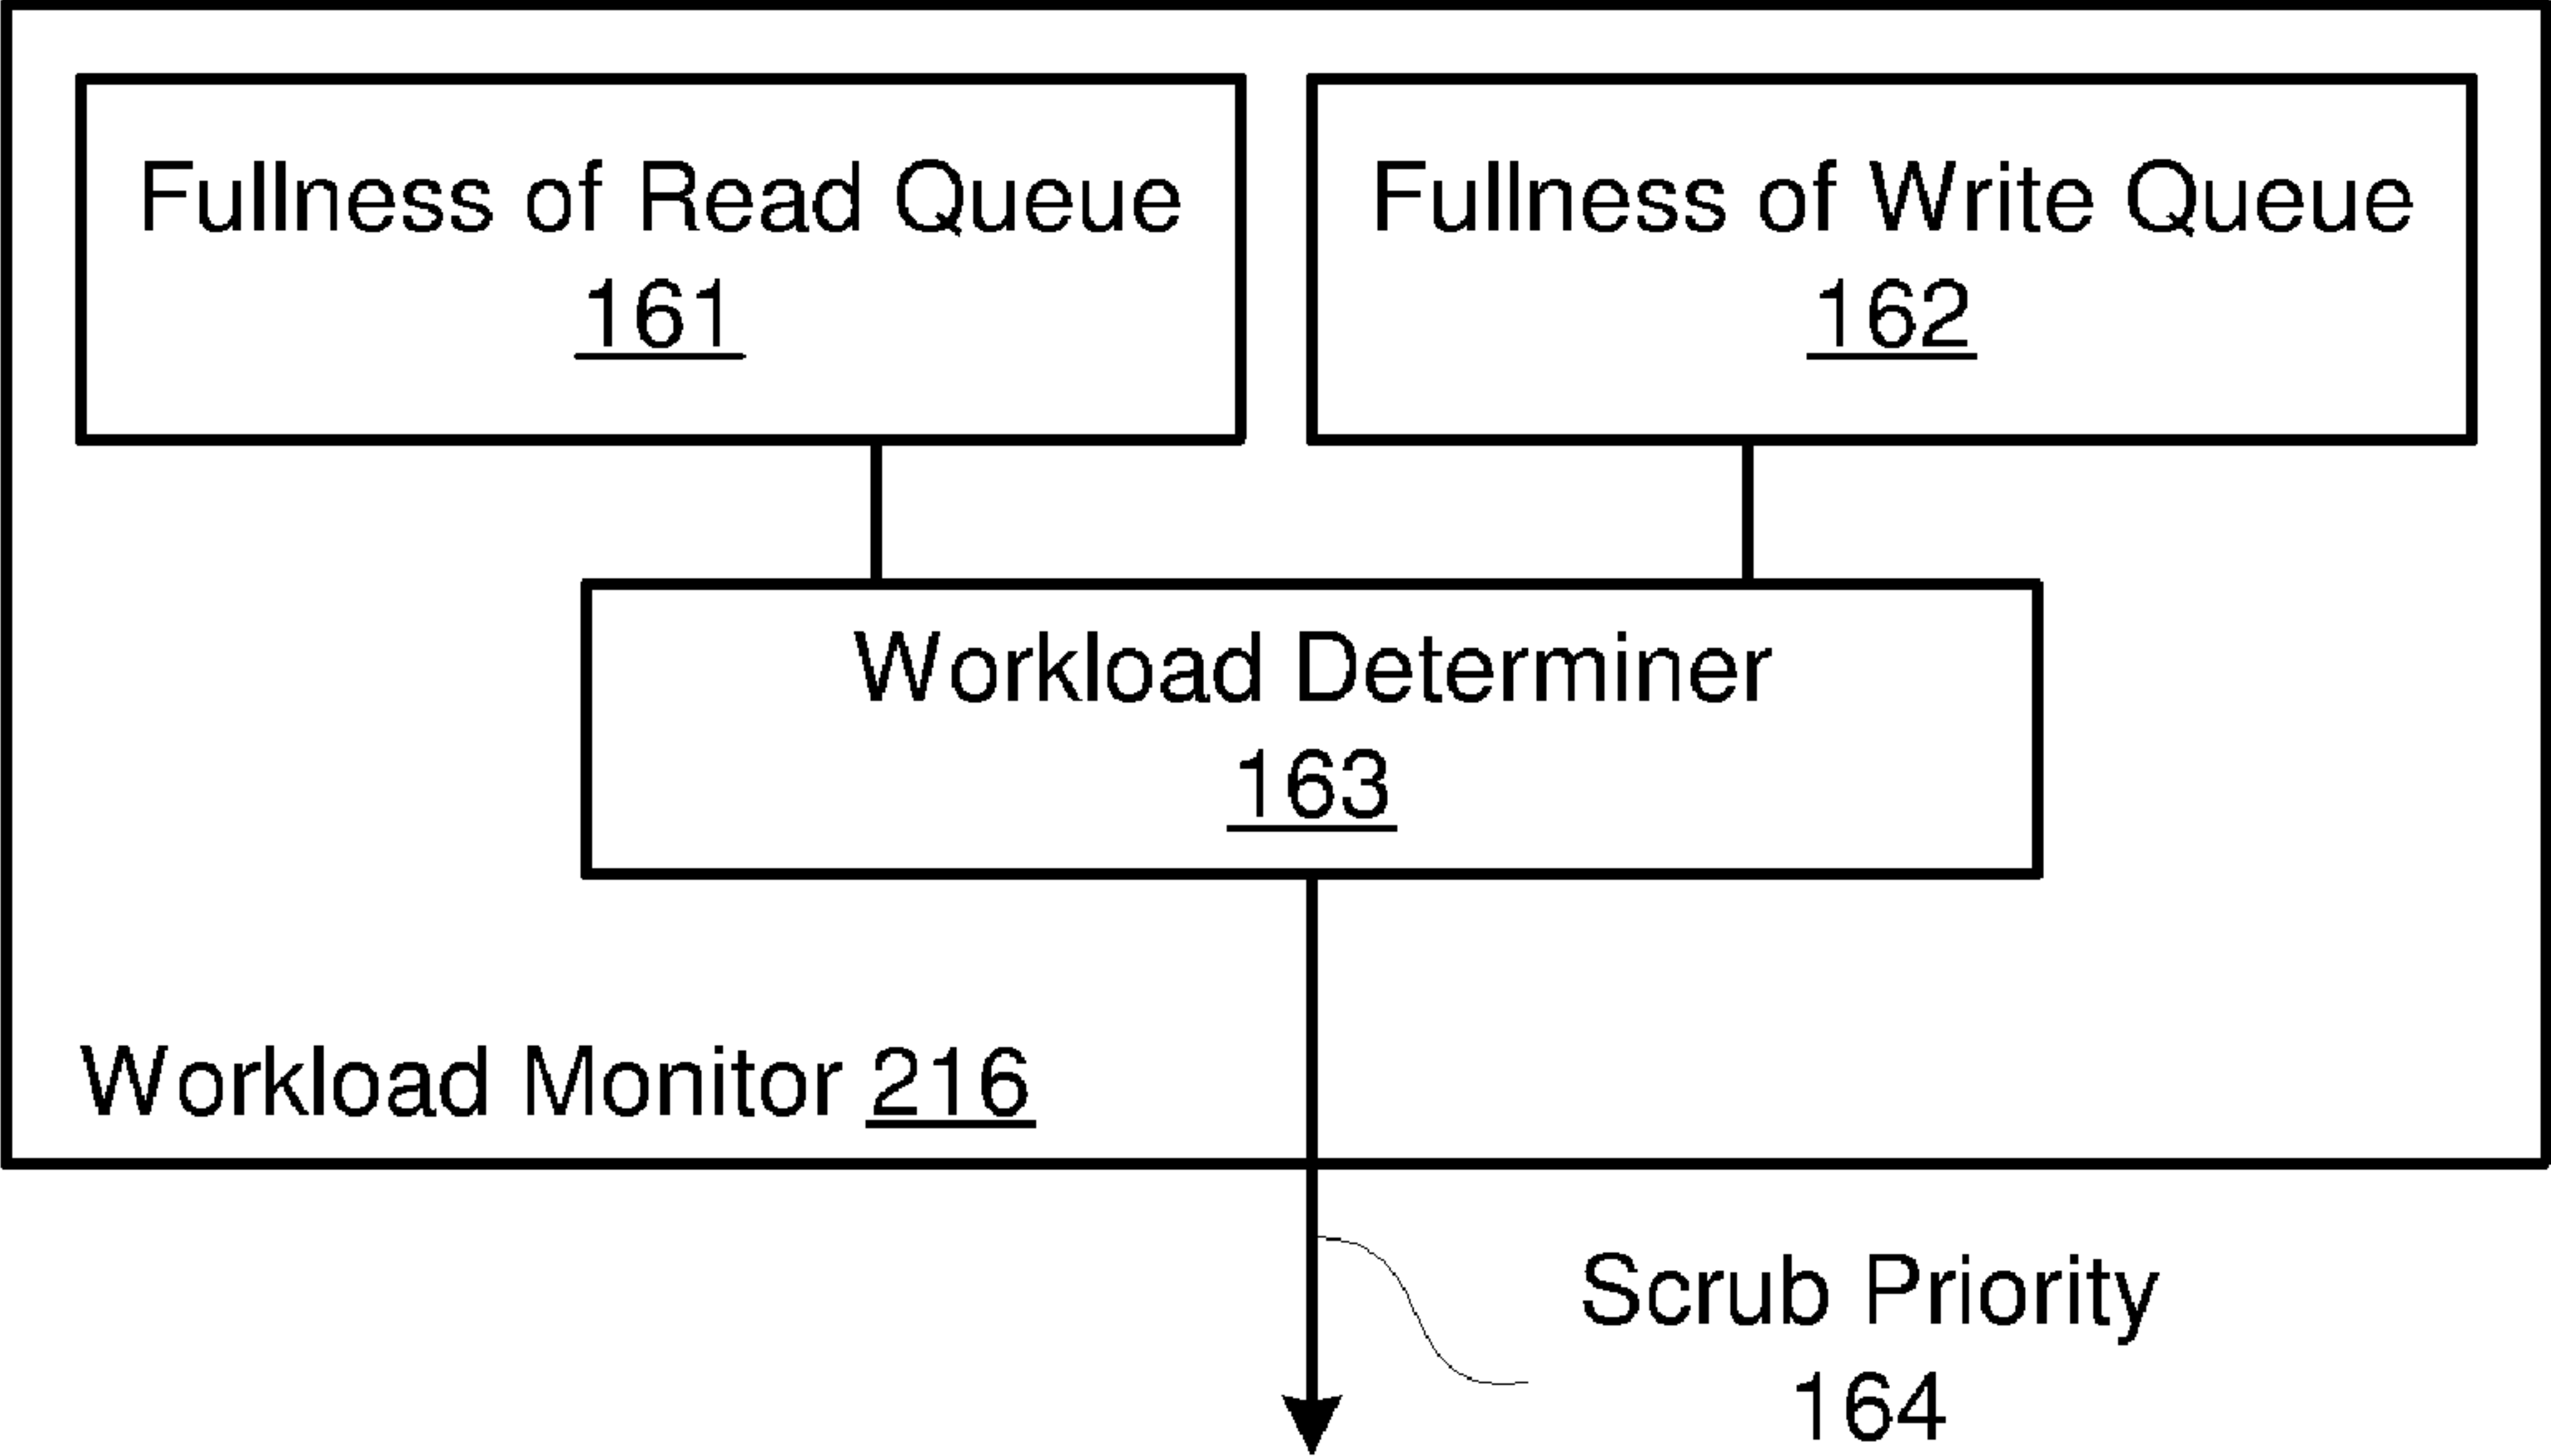 Fullness of Read Queue
161
Fullness of Write Queue
162
Workload Determiner
163
Workload Monitor 216
Scrub Priority
164